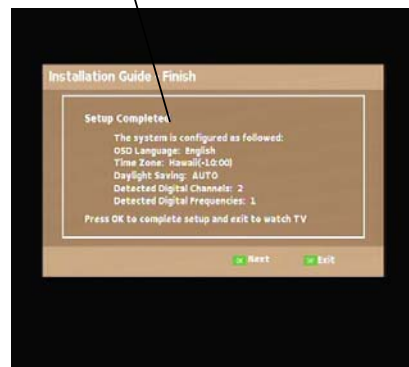 Installation Guide - Finish
Setup Completed
The system is configured as followed:
OSD Language: English
Time Zone: Hawaii(-10:00)
Daylight Saving: AUTO
Detected Digital Channels: 2
Detected Digital Frequencies: 1
Press OK to complete setup and exit to watch TV
Next Exit